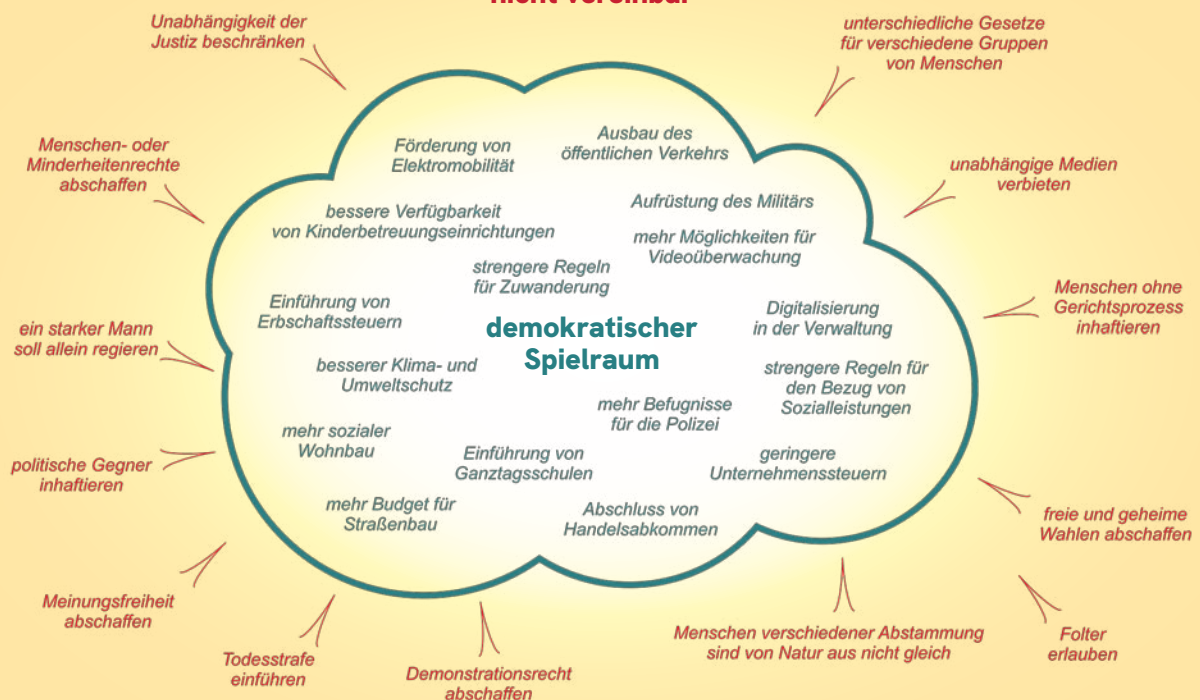 nicht vereinbar
Unabhängigkeit der
Justiz beschränken
unterschiedliche Gesetze
für verschiedene Gruppen
von Menschen
Menschen- oder
Minderheitenrechte
abschaffen
unabhängige Medien
verbieten
Förderung von
Elektromobilität
Ausbau des
öffentlichen Verkehrs
bessere Verfügbarkeit
von Kinderbetreuungseinrichtungen
Aufrüstung des Militärs
mehr Möglichkeiten für
Videoüberwachung
strengere Regeln
für Zuwanderung
Einführung von
Erbschaftssteuern
Digitalisierung
in der Verwaltung
demokratischer
Spielraum
besserer Klima- und
Umweltschutz
strengere Regeln für
den Bezug von
Sozialleistungen
mehr Befugnisse
für die Polizei
mehr sozialer
Wohnbau
Einführung von
Ganztagsschulen
geringere
Unternehmenssteuern
mehr Budget für
Straßenbau
Abschluss von
Handelsabkommen
Menschen ohne
Gerichtsprozess
inhaftieren
ein starker Mann
soll allein regieren
politische Gegner
inhaftieren
freie und geheime
Wahlen abschaffen
Meinungsfreiheit
abschaffen
Todesstrafe
einführen
Demonstrationsrecht
abschaffen
Menschen verschiedener Abstammung
sind von Natur aus nicht gleich
Folter
erlauben